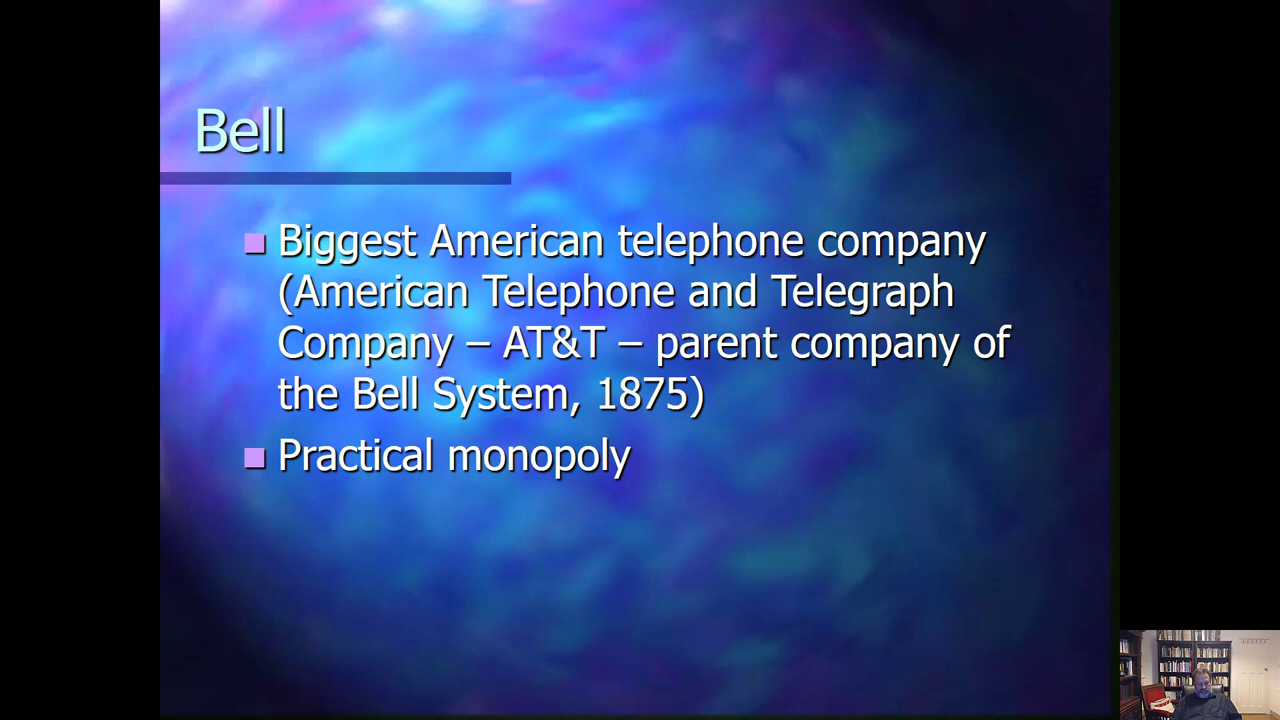 Bell
Biggest American telephone company
(American Telephone and Telegraph
Company – AT&T – parent company of
the Bell System, 1875)
Practical monopoly